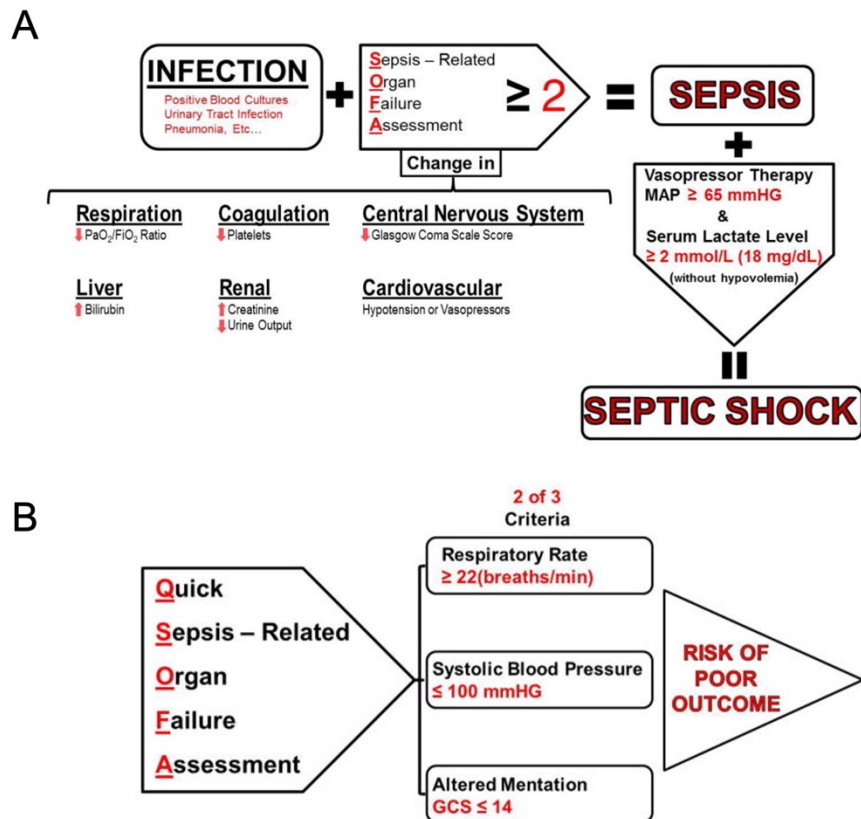 A
INFECTION
Positive Blood Cultures
Urinary Tract Infection
Pneumonia, Etc...
+
Sepsis – Related
Organ
Failure
Assessment
≥ 2
=
SEPSIS
Change in
Respiration
PaO₂/FiO₂ Ratio
Coagulation
Platelets
Central Nervous System
Glasgow Coma Scale Score
Liver
Bilirubin
Renal
Creatinine
Urine Output
Cardiovascular
Hypotension or Vasopressors
+
Vasopressor Therapy
MAP ≥ 65 mmHG
&
Serum Lactate Level
≥ 2 mmol/L (18 mg/dL)
(without hypovolemia)
=
SEPTIC SHOCK
B
Quick
Sepsis – Related
Organ
Failure
Assessment
2 of 3
Criteria
Respiratory Rate
≥ 22(breaths/min)
Systolic Blood Pressure
≤ 100 mmHG
Altered Mentation
GCS ≤ 14
RISK OF
POOR
OUTCOME